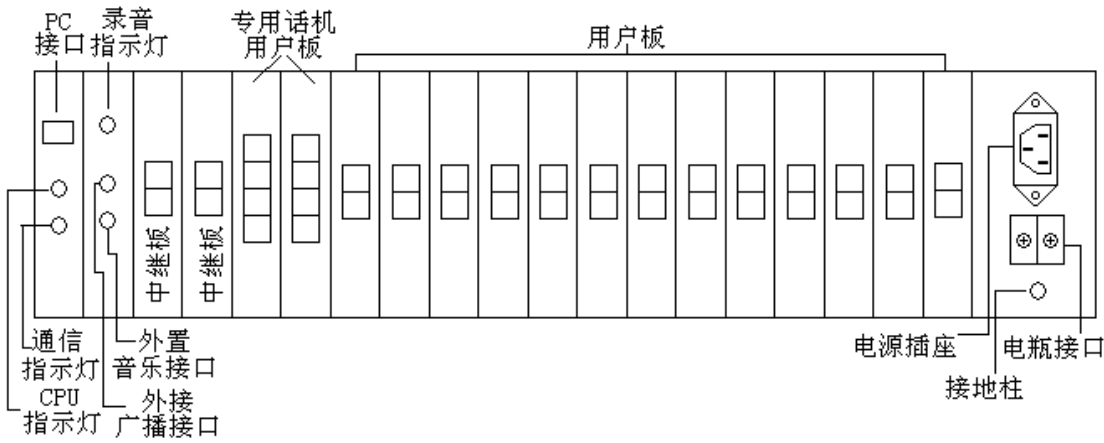 PC
接口
录音
指示灯
专用话机
用户板
用户板
中继板
中继板
通信
指示灯
CPU
指示灯
外置
音乐接口
外接
广播接口
电源插座
电瓶接口
接地柱